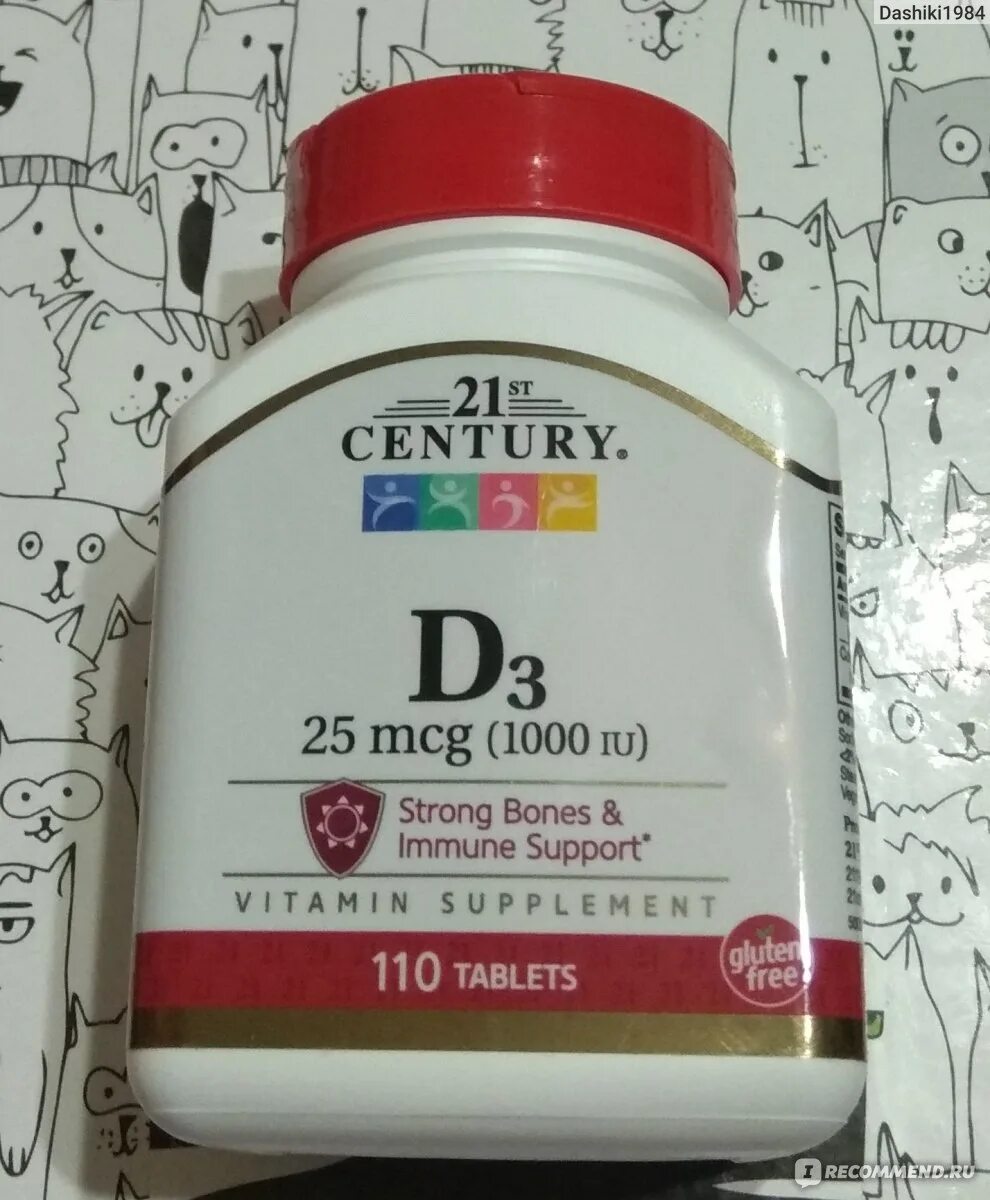 Dashiki1984
21ST
CENTURY®
D3
25 mcg (1000 IU)
Strong Bones &
Immune Support*
VITAMIN SUPPLEMENT
gluten
free
110 TABLETS
IRECOMMEND.RU